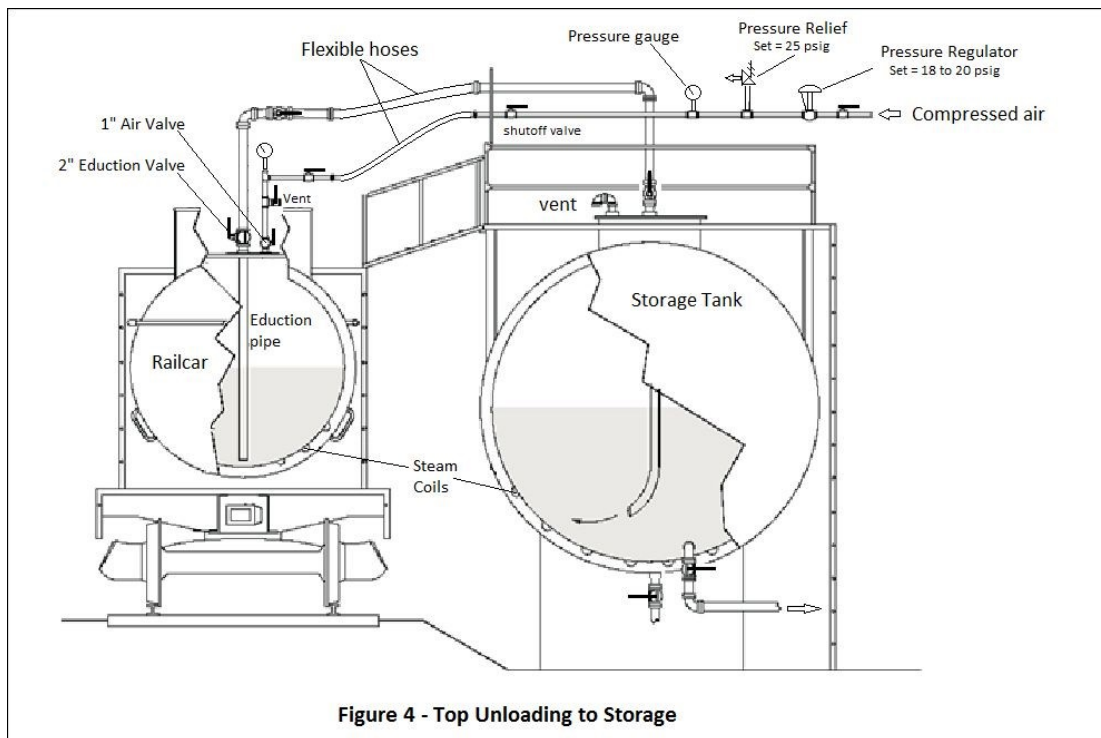 Pressure Relief
Set = 25 psig
Pressure gauge
Pressure Regulator
Set = 18 to 20 psig
Flexible hoses
Compressed air
1" Air Valve
shutoff valve
2" Eduction Valve
Vent
vent
Storage Tank
Eduction
pipe
Railcar
Steam
Coils
Figure 4 - Top Unloading to Storage